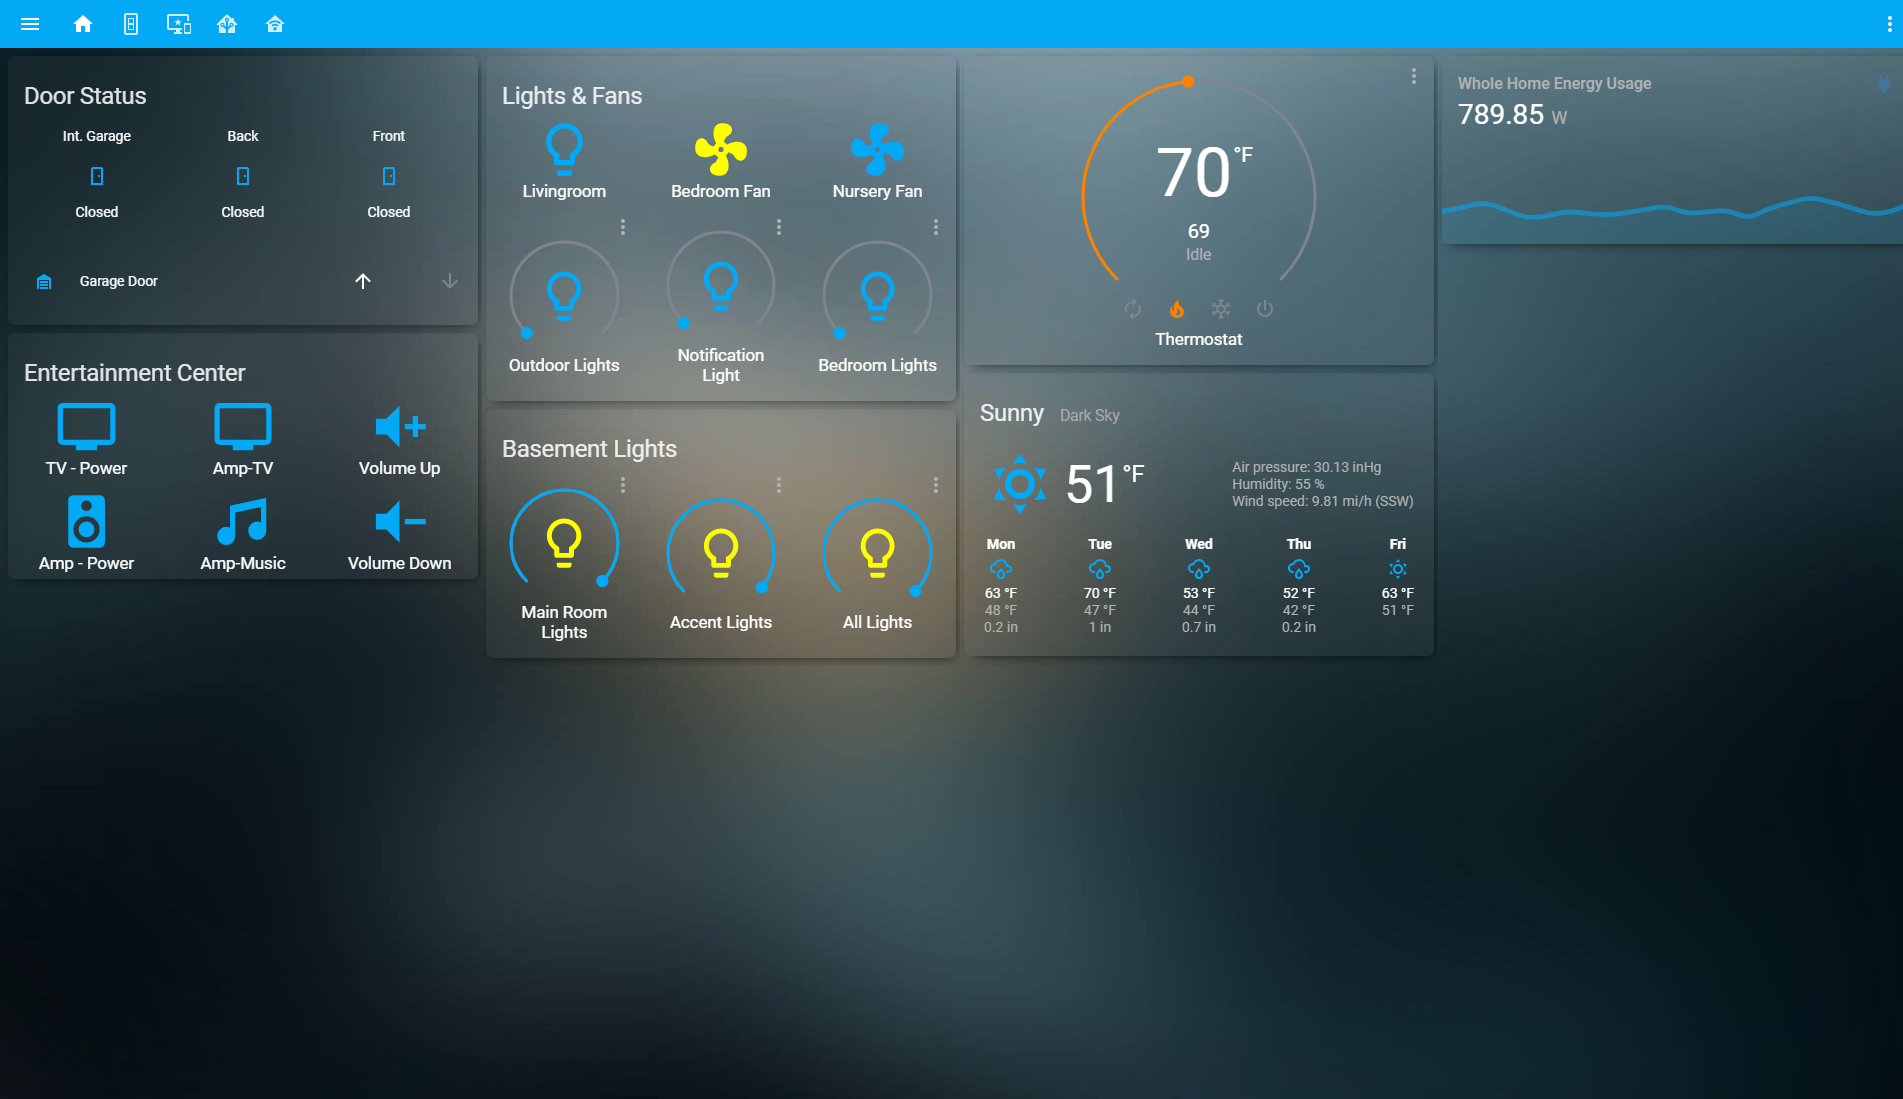 Door Status
Int. Garage Back Front
Closed Closed Closed
Garage Door
Entertainment Center
TV - Power Amp-TV Volume Up
Amp - Power Amp-Music Volume Down
Lights & Fans
Livingroom Bedroom Fan Nursery Fan
Outdoor Lights Notification Light Bedroom Lights
Basement Lights
Main Room Lights Accent Lights All Lights
70 °F
69
Idle
Thermostat
Sunny Dark Sky
51 °F
Air pressure: 30.13 inHg
Humidity: 55 %
Wind speed: 9.81 mi/h (SSW)
Mon Tue Wed Thu Fri
63 °F 70 °F 53 °F 52 °F 63 °F
48 °F 47 °F 44 °F 42 °F 51 °F
0.2 in 1 in 0.7 in 0.2 in
Whole Home Energy Usage
789.85 W